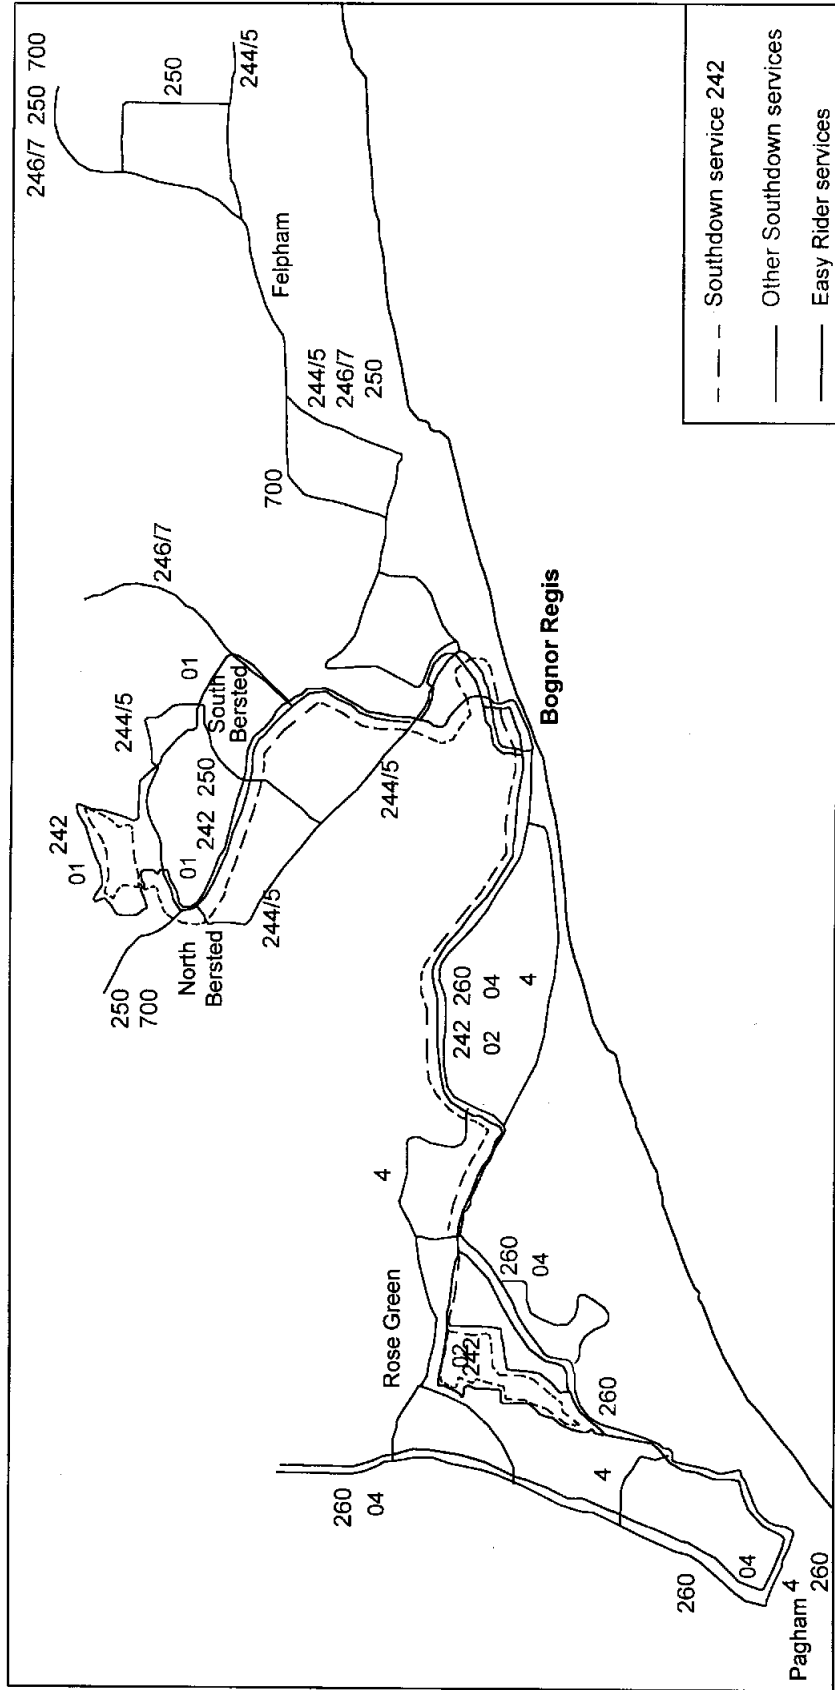 246/7 250 700
250
244/5
Felpham
244/5
246/7
250
700
246/7
01
South
Bersted
244/5
242
01
01 242 250
244/5
244/5
North
Bersted
250
700
Bognor Regis
242 260
02 04
4
4
Rose Green
260
04
02
242
260
4
260
04
260
04
Pagham 4
260
Southdown service 242
Other Southdown services
Easy Rider services